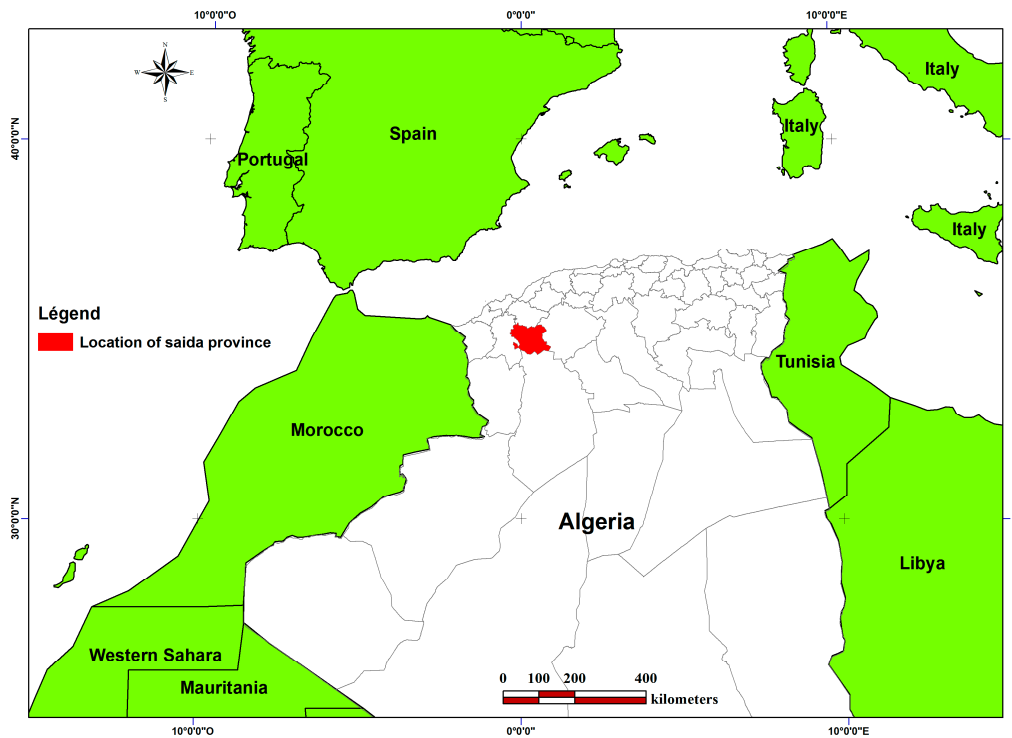 10°0'0"O 0°0'0" 10°0'0"E
N
W E
S
Italy
40°0'0"N
Spain
Italy
Portugal
Italy
Légend
Location of saida province
Tunisia
Morocco
30°0'0"N
Algeria
Libya
Western Sahara
Mauritania
0 100 200 400
kilometers
10°0'0"O 0°0'0" 10°0'0"E